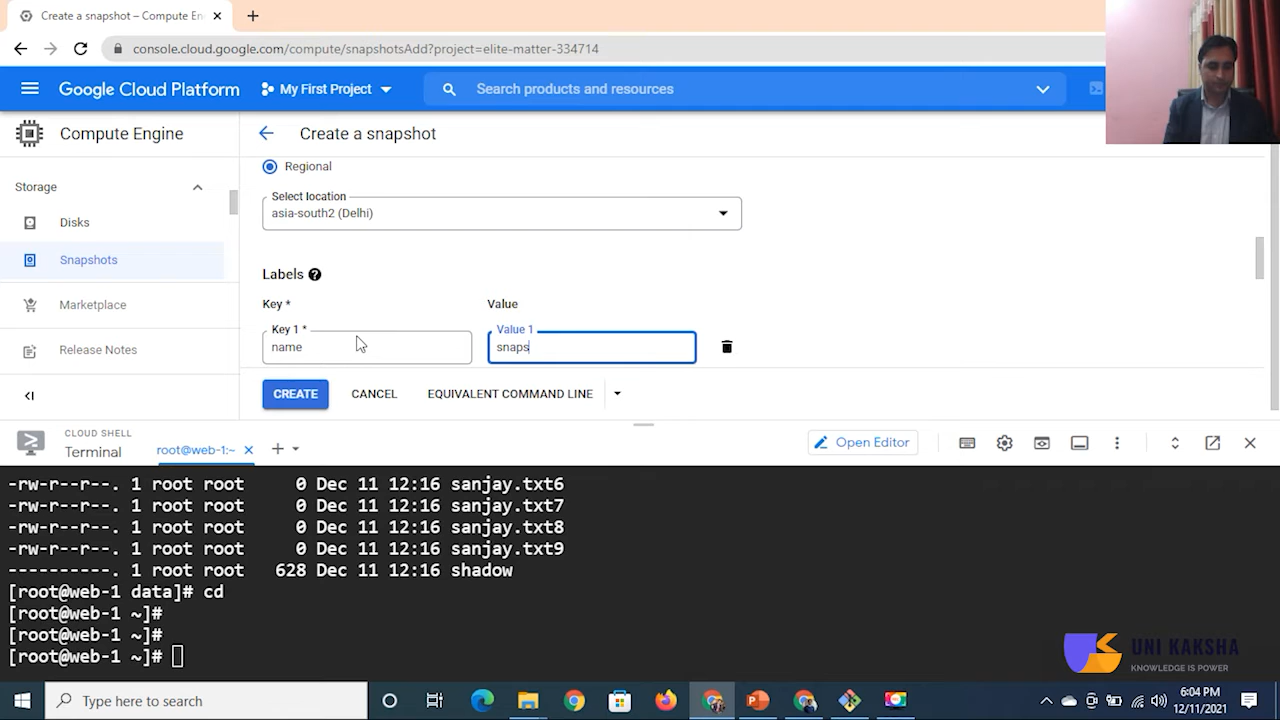 Create a snapshot – Compute En
console.cloud.google.com/compute/snapshotsAdd?project=elite-matter-334714
Google Cloud Platform
My First Project
Search products and resources
Compute Engine
Create a snapshot
Storage
Disks
Snapshots
Marketplace
Release Notes
Regional
Select location
asia-south2 (Delhi)
Labels
Key *
Value
Key 1 *
name
Value 1
snaps
CREATE
CANCEL
EQUIVALENT COMMAND LINE
CLOUD SHELL
Terminal
root@web-1:~
Open Editor
-rw-r--r--. 1 root root 0 Dec 11 12:16 sanjay.txt6
-rw-r--r--. 1 root root 0 Dec 11 12:16 sanjay.txt7
-rw-r--r--. 1 root root 0 Dec 11 12:16 sanjay.txt8
-rw-r--r--. 1 root root 0 Dec 11 12:16 sanjay.txt9
----------. 1 root root 628 Dec 11 12:16 shadow
[root@web-1 data]# cd
[root@web-1 ~]#
[root@web-1 ~]#
[root@web-1 ~]#
UNI KAKSHA
KNOWLEDGE IS POWER
Type here to search
6:04 PM
12/11/2021